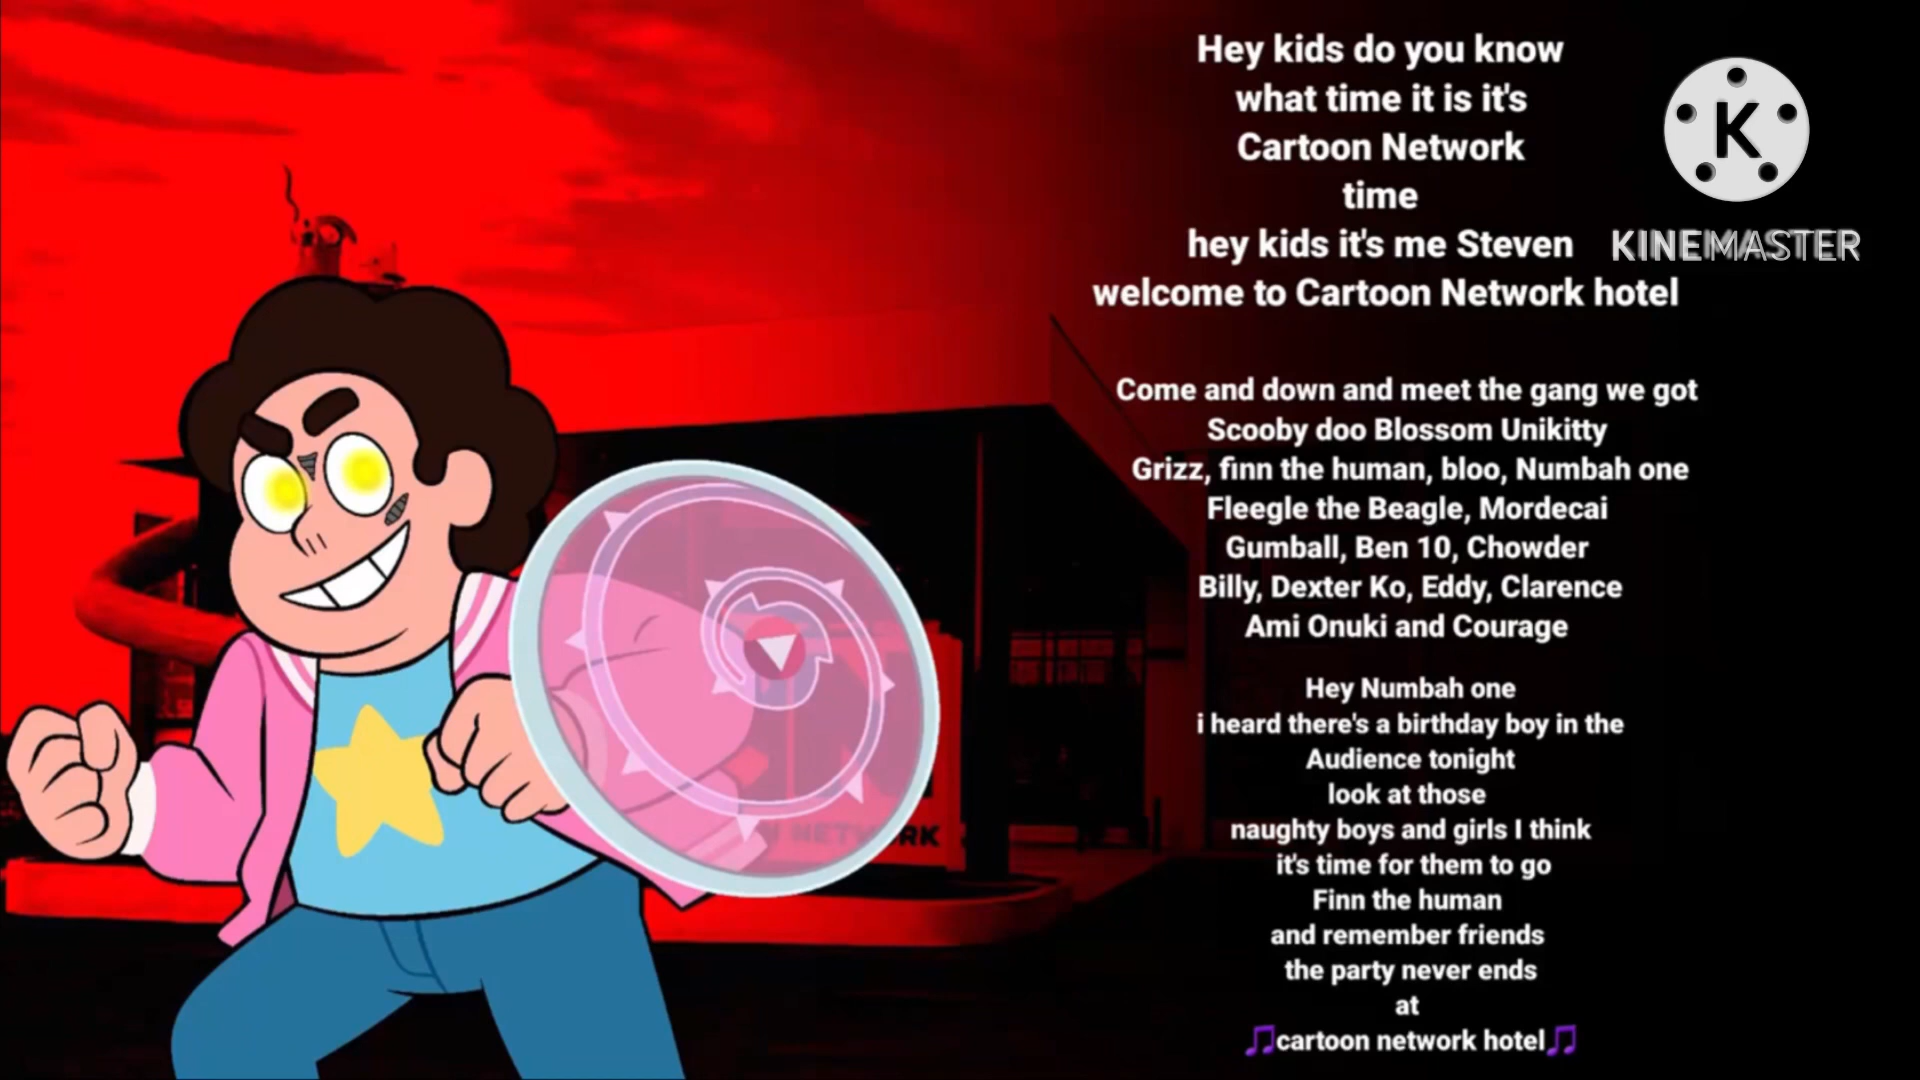 Hey kids do you know
what time it is it's
Cartoon Network
time
hey kids it's me Steven
welcome to Cartoon Network hotel
K
KINEMASTER
Come and down and meet the gang we got
Scooby doo Blossom Unikitty
Grizz, finn the human, bloo, Numbah one
Fleegle the Beagle, Mordecai
Gumball, Ben 10, Chowder
Billy, Dexter Ko, Eddy, Clarence
Ami Onuki and Courage
Hey Numbah one
i heard there's a birthday boy in the
Audience tonight
look at those
naughty boys and girls I think
it's time for them to go
Finn the human
and remember friends
the party never ends
at
🎵cartoon network hotel🎵
N NETWORK